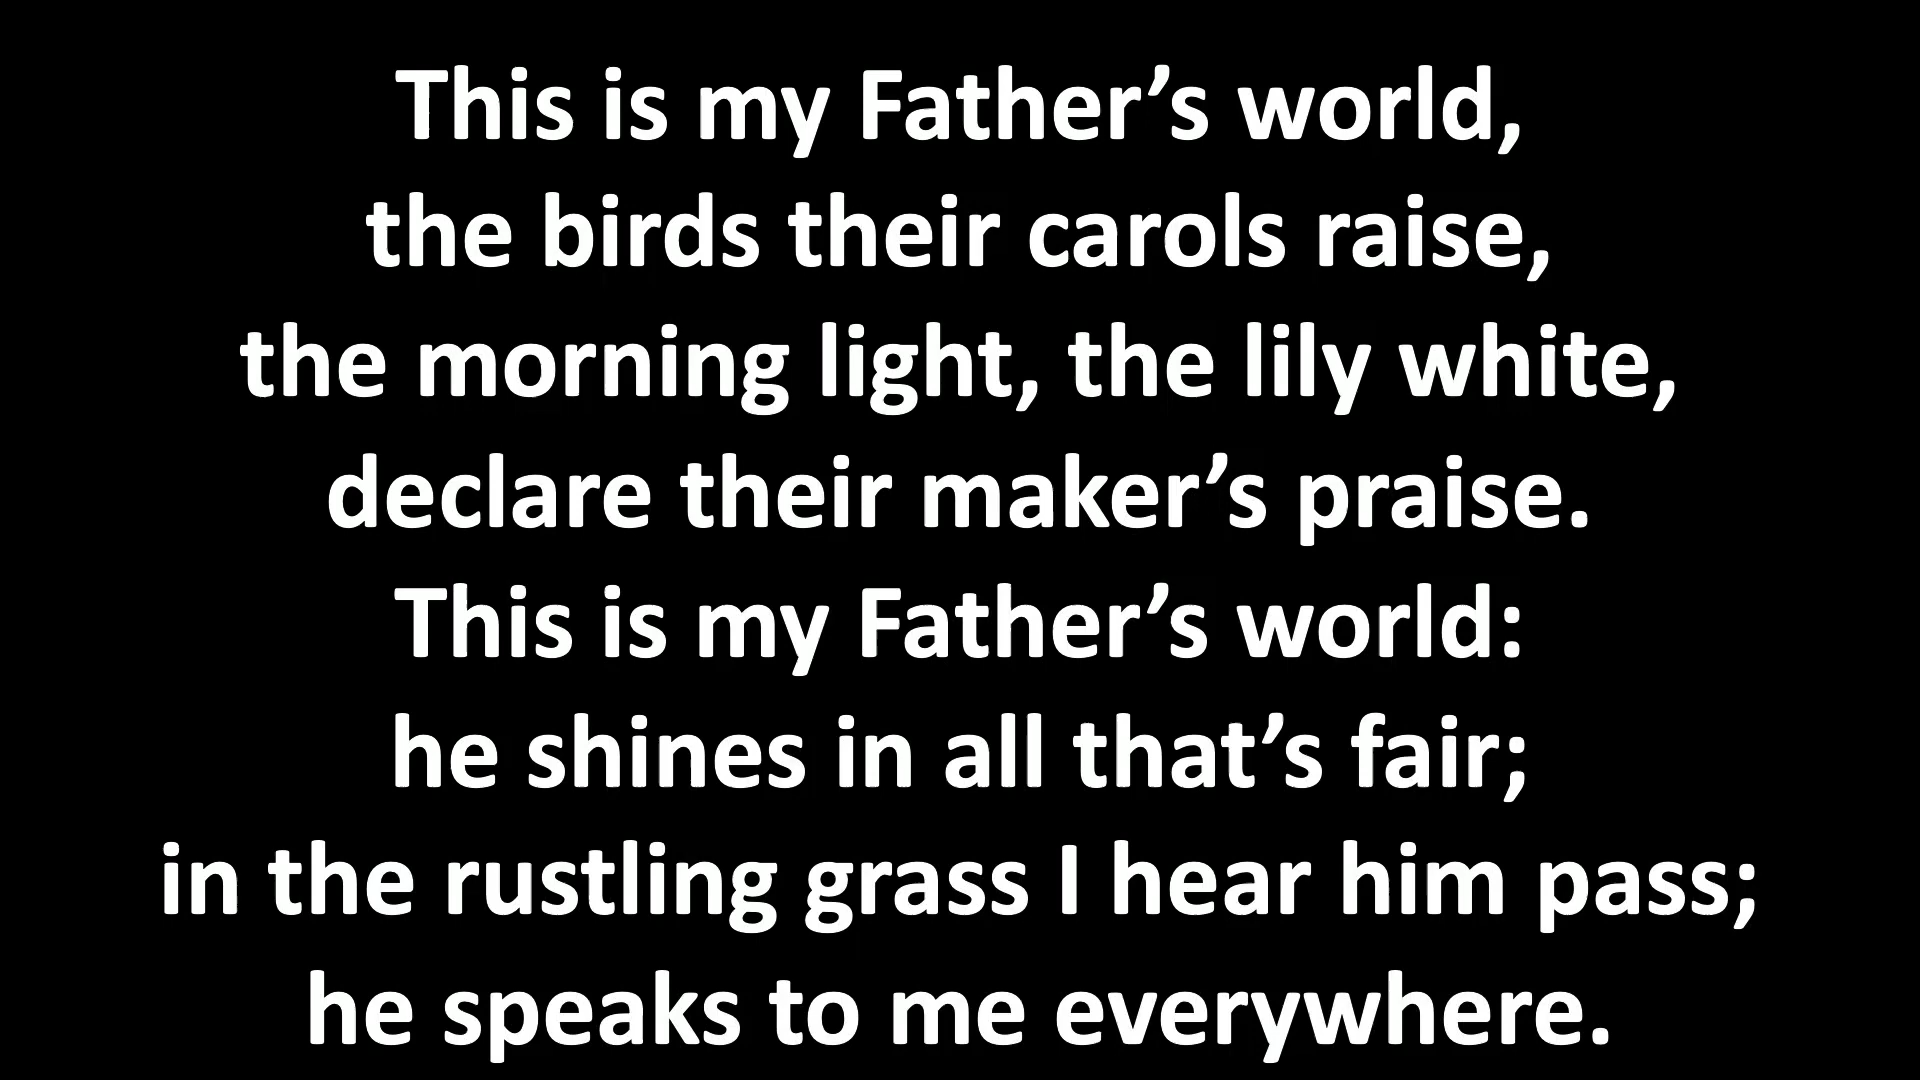 This is my Father’s world,
the birds their carols raise,
the morning light, the lily white,
declare their maker’s praise.
This is my Father’s world:
he shines in all that’s fair;
in the rustling grass I hear him pass;
he speaks to me everywhere.